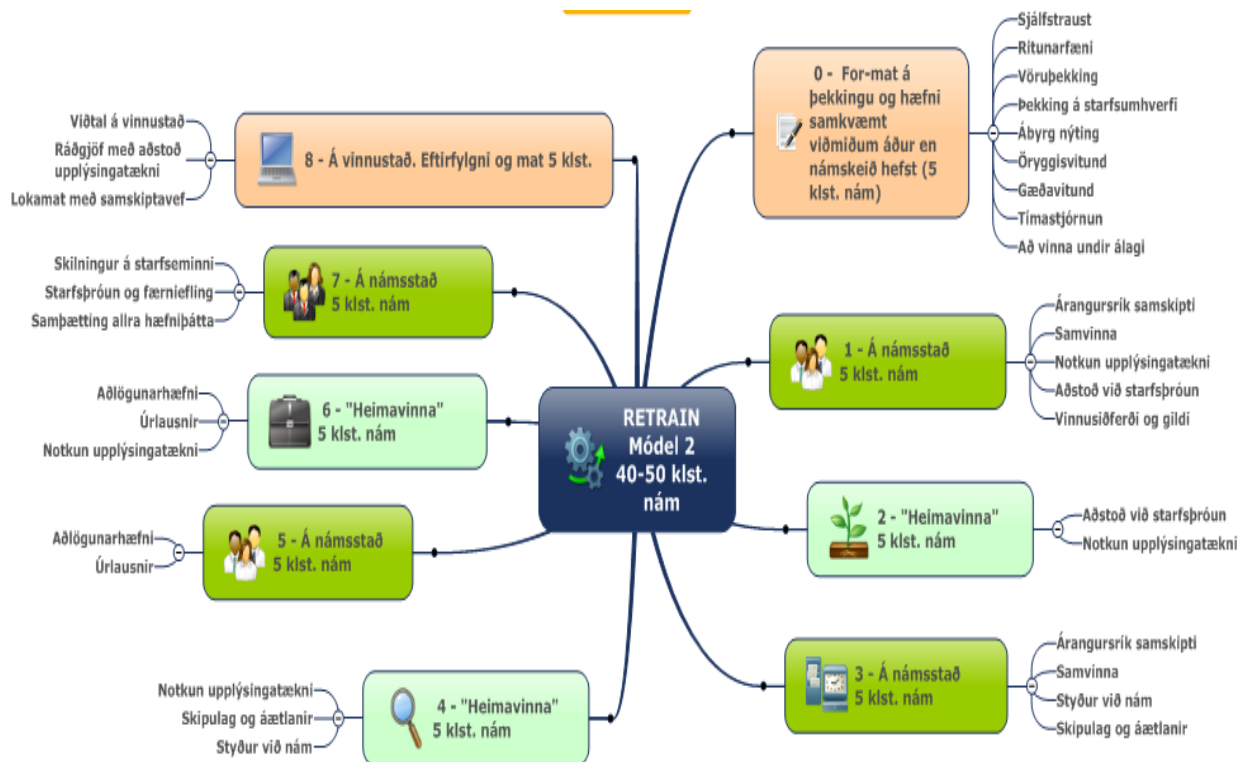 RETRAIN
Módel 2
40-50 klst.
nám
0 - For-mat á
þekkingu og hæfni
samkvæmt
viðmiðum áður en
námskeið hefst (5
klst. nám)
Sjálfstraust
Ritunarfæni
Vöruþekking
Þekking á starfsumhverfi
Ábyrg nýting
Öryggisvitund
Gæðavitund
Tímastjórnun
Að vinna undir álagi
1 - Á námsstað
5 klst. nám
Árangursrík samskipti
Samvinna
Notkun upplýsingatækni
Aðstoð við starfsþróun
Vinnusiðferði og gildi
2 - "Heimavinna"
5 klst. nám
Aðstoð við starfsþróun
Notkun upplýsingatækni
3 - Á námsstað
5 klst. nám
Árangursrík samskipti
Samvinna
Styður við nám
Skipulag og áætlanir
4 - "Heimavinna"
5 klst. nám
Notkun upplýsingatækni
Skipulag og áætlanir
Styður við nám
5 - Á námsstað
5 klst. nám
Aðlögunarhæfni
Úrlausnir
6 - "Heimavinna"
5 klst. nám
Aðlögunarhæfni
Úrlausnir
Notkun upplýsingatækni
7 - Á námsstað
5 klst. nám
Skilningur á starfseminni
Starfsþróun og færniefling
Samþætting allra hæfniþátta
8 - Á vinnustað. Eftirfylgni og mat 5 klst.
Viðtal á vinnustað
Ráðgjöf með aðstoð
upplýsingatækni
Lokamat með samskiptavef